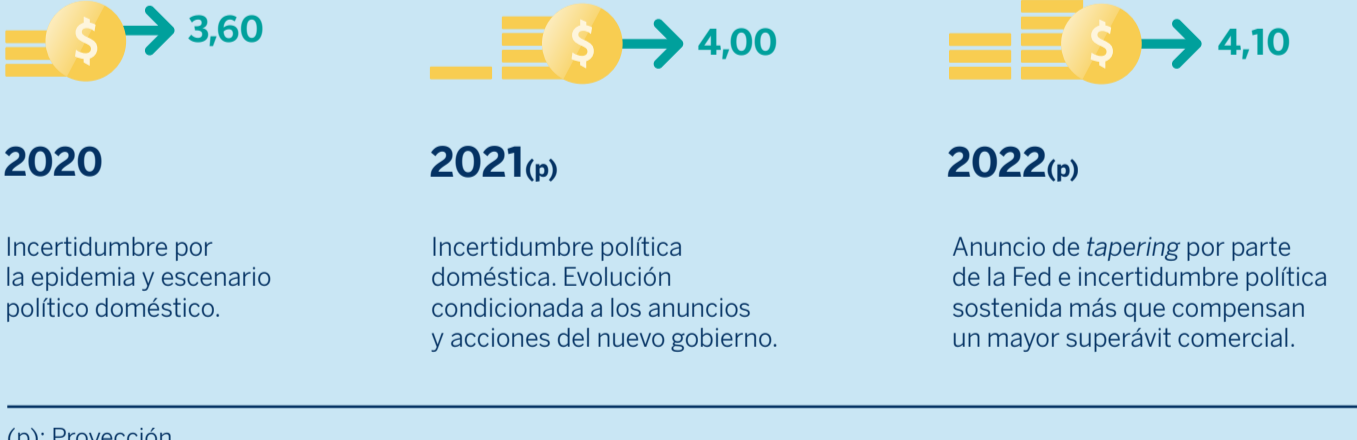 $ 3,60
$ 4,00
$ 4,10
2020
2021(p)
2022(p)
Incertidumbre por
la epidemia y escenario
político doméstico.
Incertidumbre política
doméstica. Evolución
condicionada a los anuncios
y acciones del nuevo gobierno.
Anuncio de tapering por parte
de la Fed e incertidumbre política
sostenida más que compensan
un mayor superávit comercial.
(p): Proyección